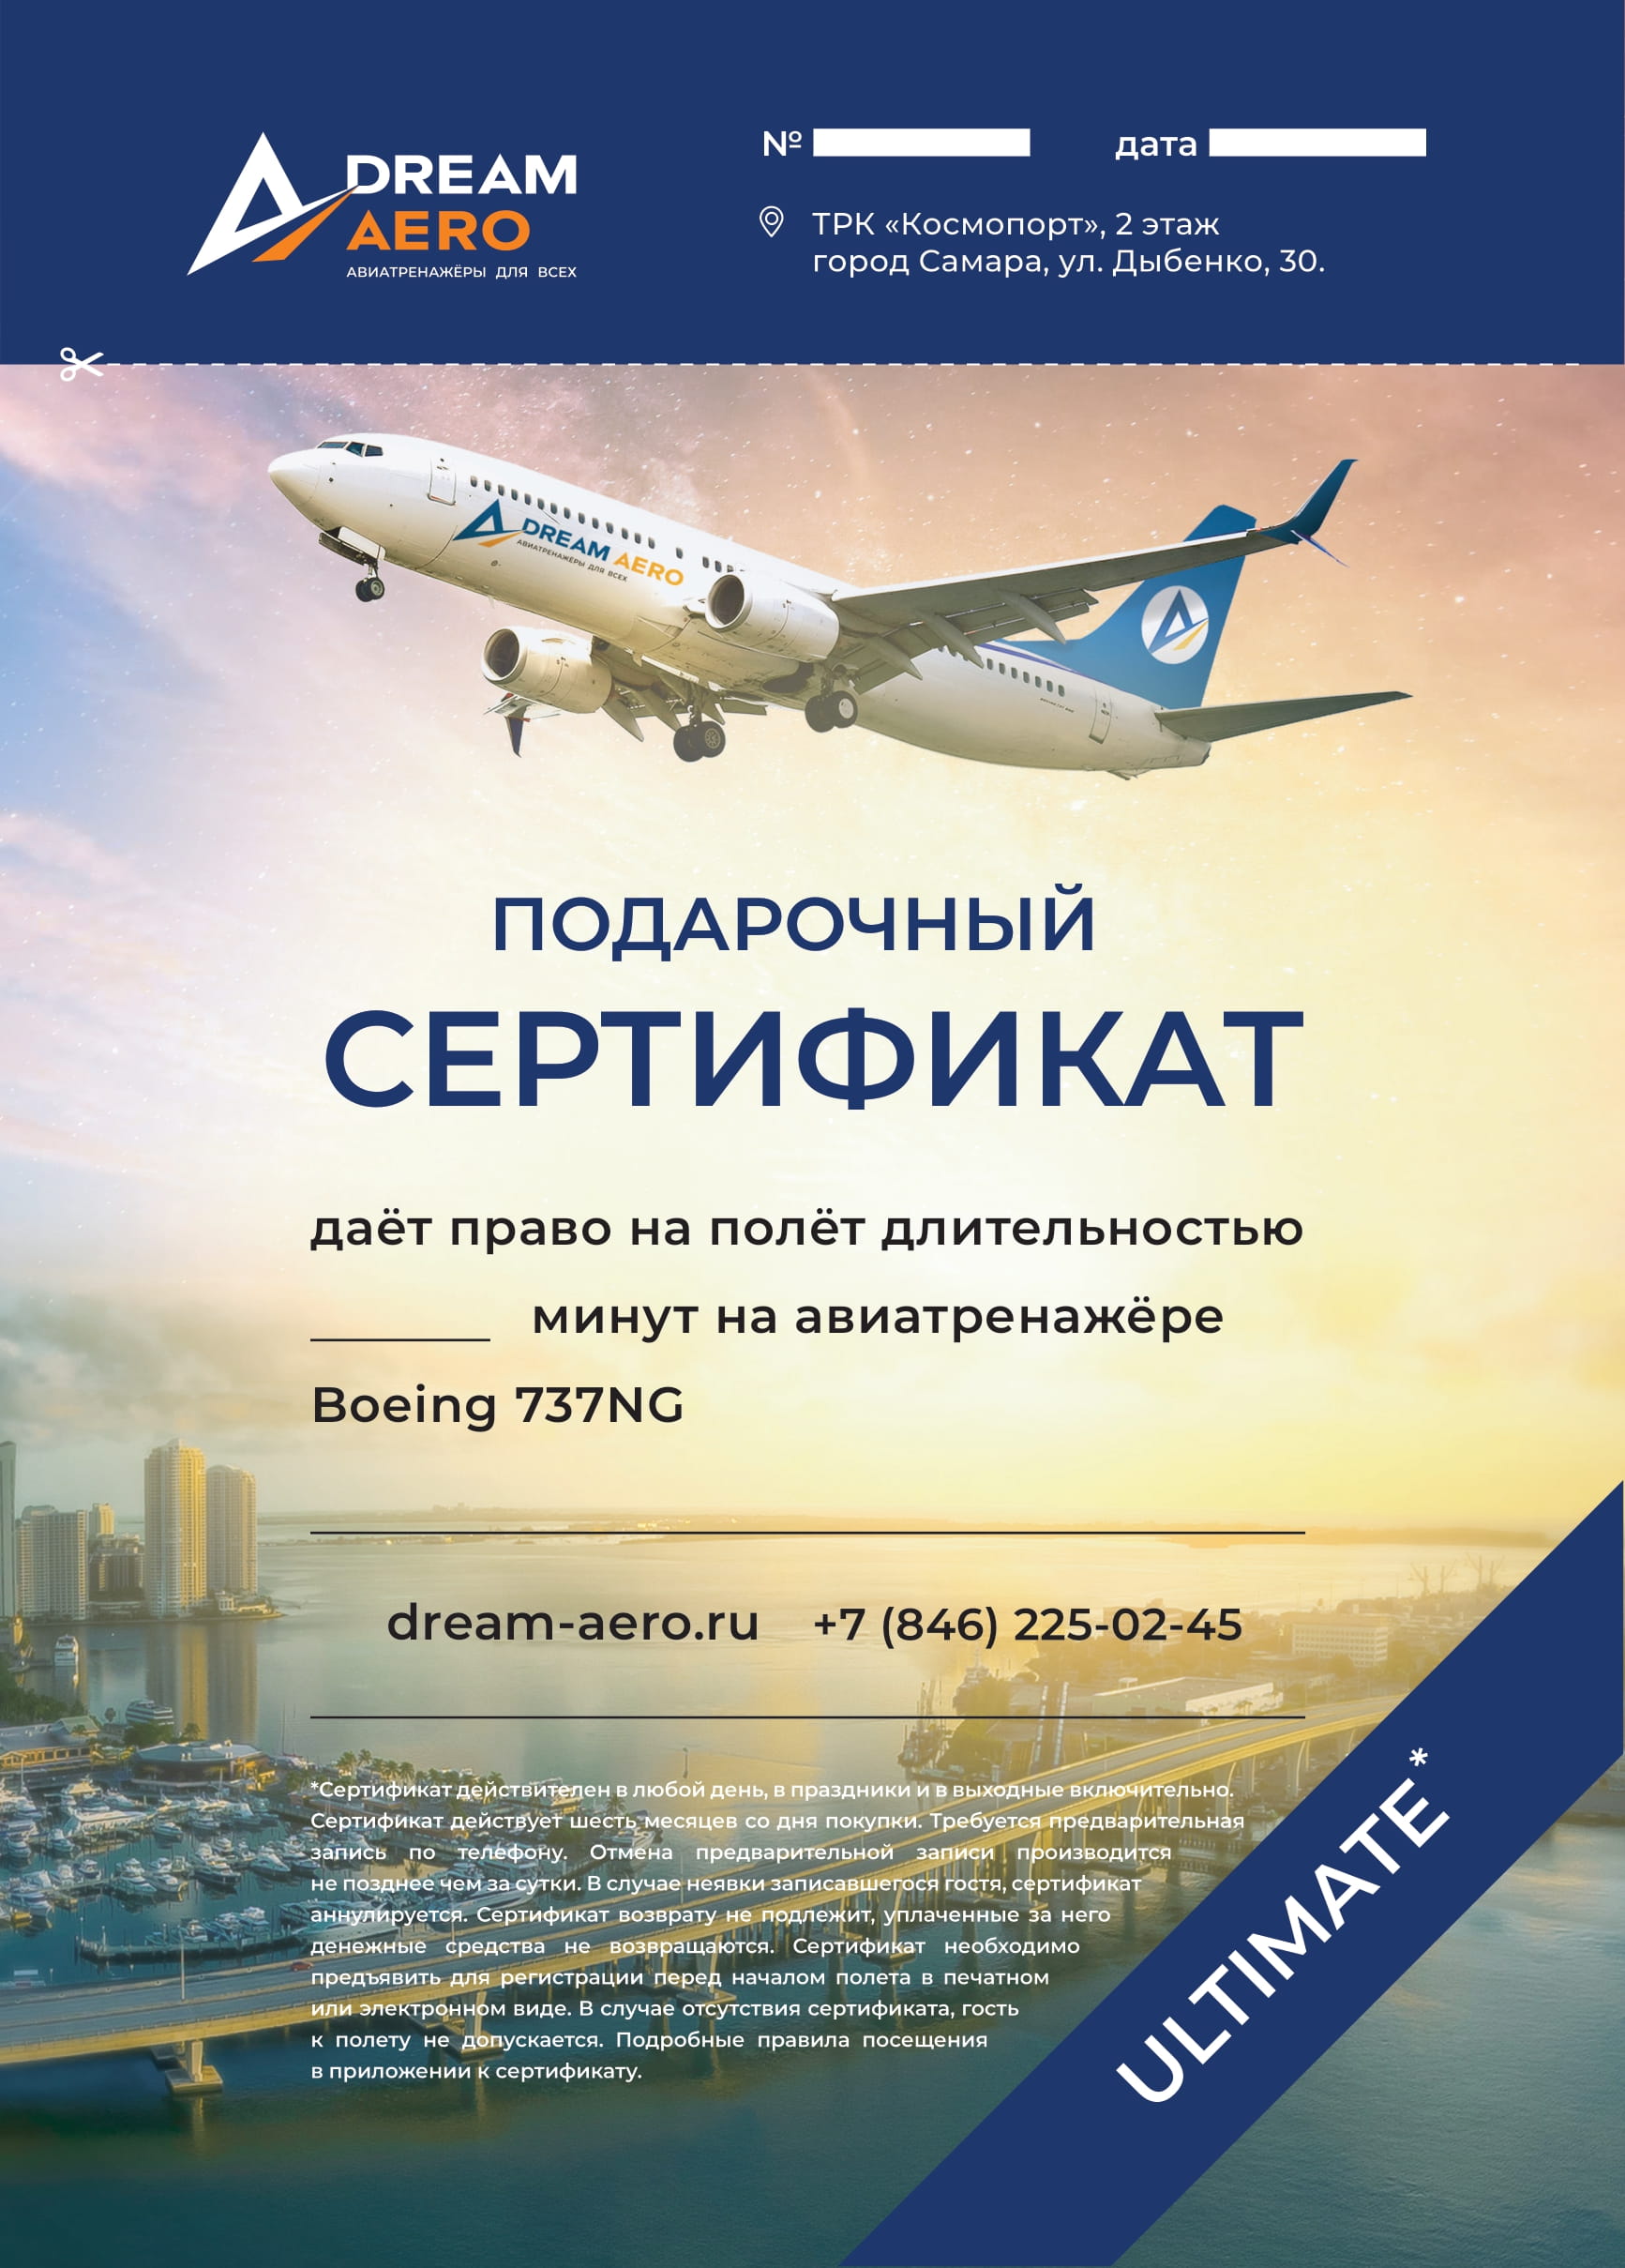 DREAM
AERO
АВИАТРЕНАЖЁРЫ ДЛЯ ВСЕХ
№
дата
ТРК «Космопорт», 2 этаж
город Самара, ул. Дыбенко, 30.
DREAM AERO
АВИАТРЕНАЖЁРЫ ДЛЯ ВСЕХ
ПОДАРОЧНЫЙ
СЕРТИФИКАТ
даёт право на полёт длительностью
______ минут на авиатренажёре
Boeing 737NG
dream-aero.ru +7 (846) 225-02-45
*Сертификат действителен в любой день, в праздники и в выходные включительно.
Сертификат действует шесть месяцев со дня покупки. Требуется предварительная
запись по телефону. Отмена предварительной записи производится
не позднее чем за сутки. В случае неявки записавшегося гостя, сертификат
аннулируется. Сертификат возврату не подлежит, уплаченные за него
денежные средства не возвращаются. Сертификат необходимо
предъявить для регистрации перед началом полета в печатном
или электронном виде. В случае отсутствия сертификата, гость
к полету не допускается. Подробные правила посещения
в приложении к сертификату.
ULTIMATE*